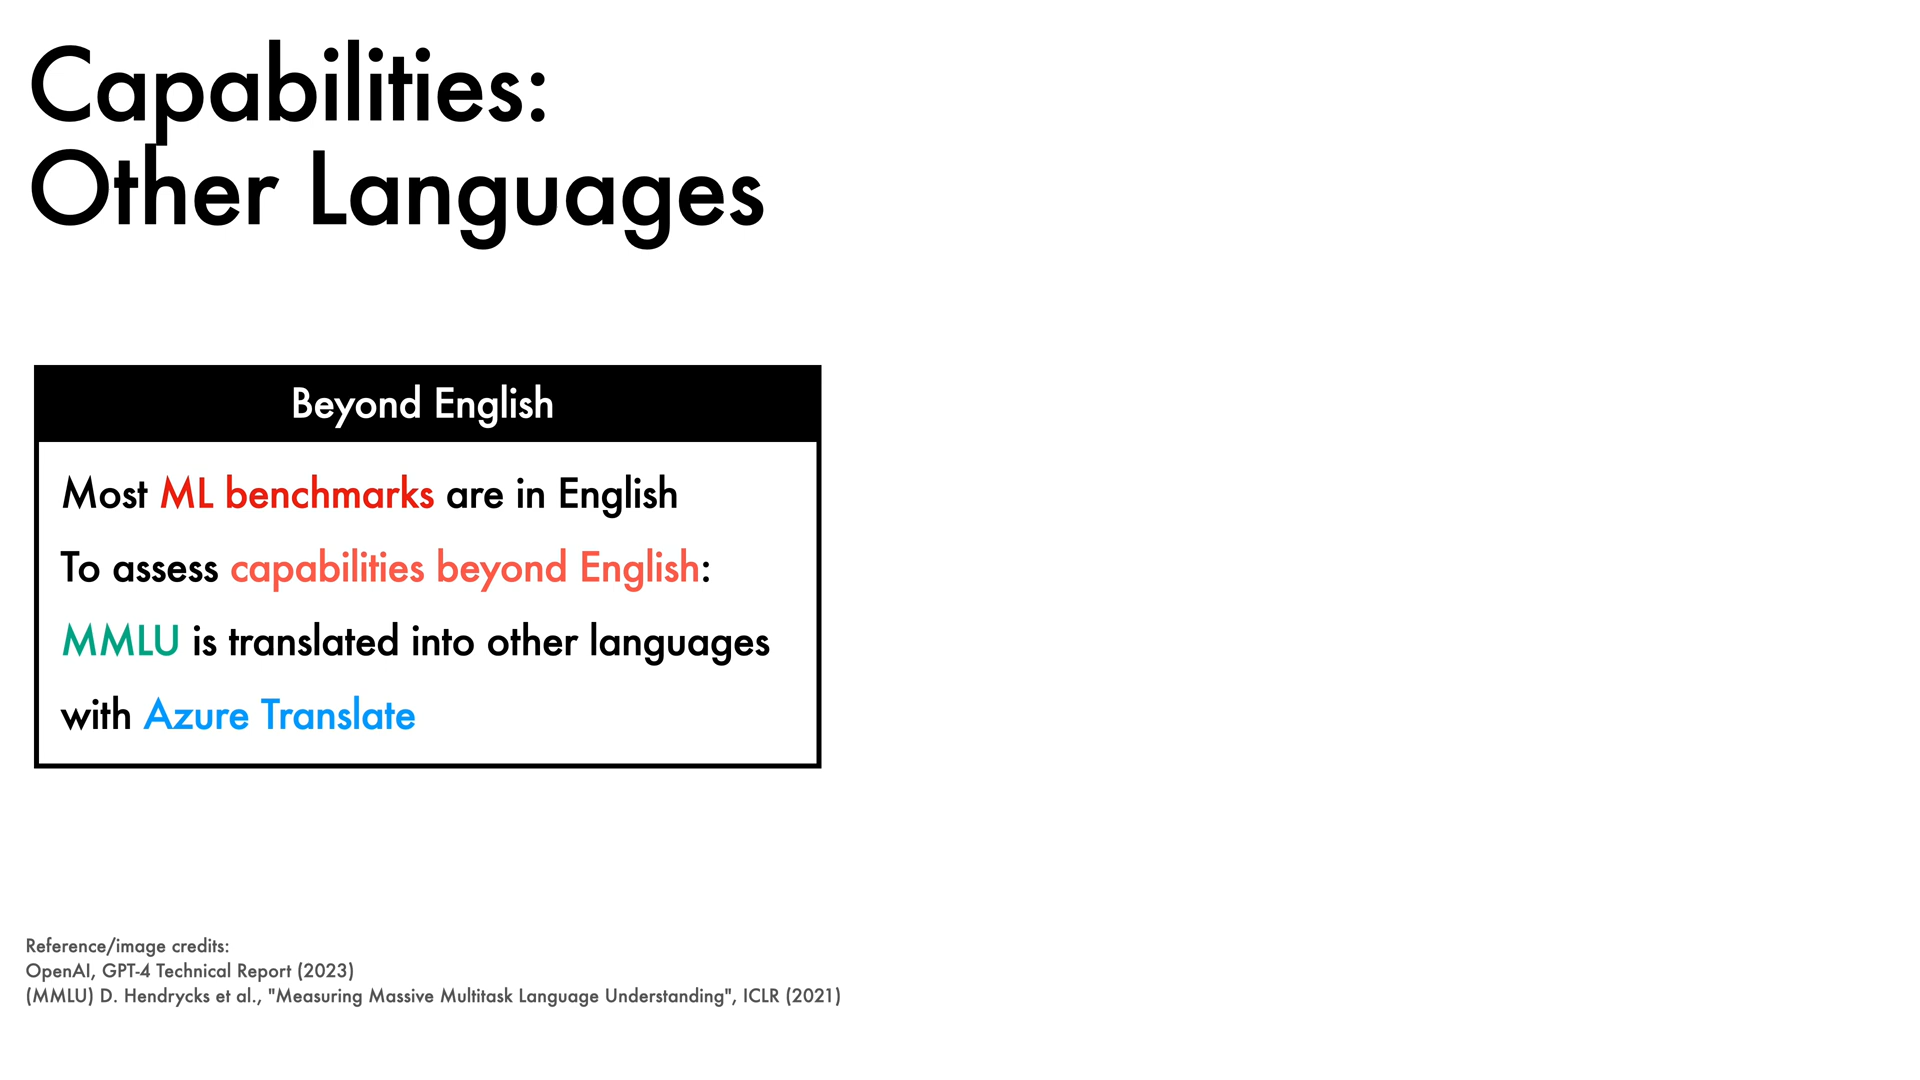 Capabilities:
Other Languages
Beyond English
Most ML benchmarks are in English
To assess capabilities beyond English:
MMLU is translated into other languages
with Azure Translate
Reference/image credits:
OpenAI, GPT-4 Technical Report (2023)
(MMLU) D. Hendrycks et al., "Measuring Massive Multitask Language Understanding", ICLR (2021)